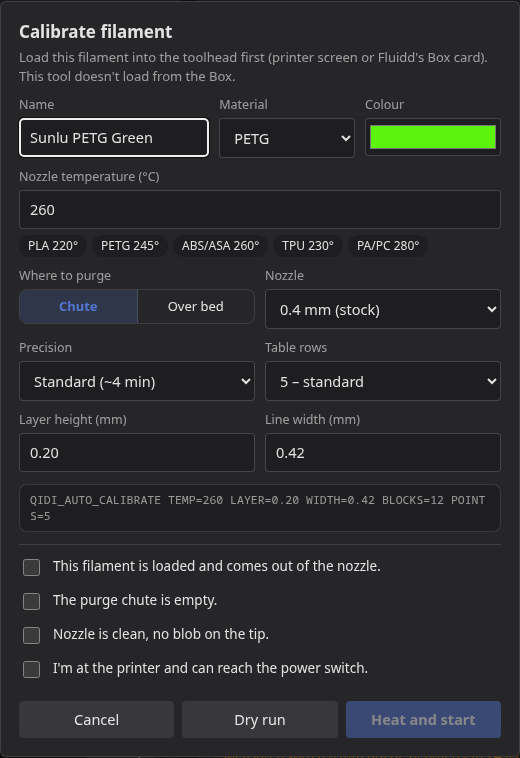 Calibrate filament
Load this filament into the toolhead first (printer screen or Fluidd's Box card).
This tool doesn't load from the Box.
Name
Material
Colour
Sunlu PETG Green
PETG
Nozzle temperature (°C)
260
PLA 220°
PETG 245°
ABS/ASA 260°
TPU 230°
PA/PC 280°
Where to purge
Nozzle
Chute
Over bed
0.4 mm (stock)
Precision
Table rows
Standard (~4 min)
5 – standard
Layer height (mm)
Line width (mm)
0.20
0.42
QIDI_AUTO_CALIBRATE TEMP=260 LAYER=0.20 WIDTH=0.42 BLOCKS=12 POINT
S=5
This filament is loaded and comes out of the nozzle.
The purge chute is empty.
Nozzle is clean, no blob on the tip.
I'm at the printer and can reach the power switch.
Cancel
Dry run
Heat and start